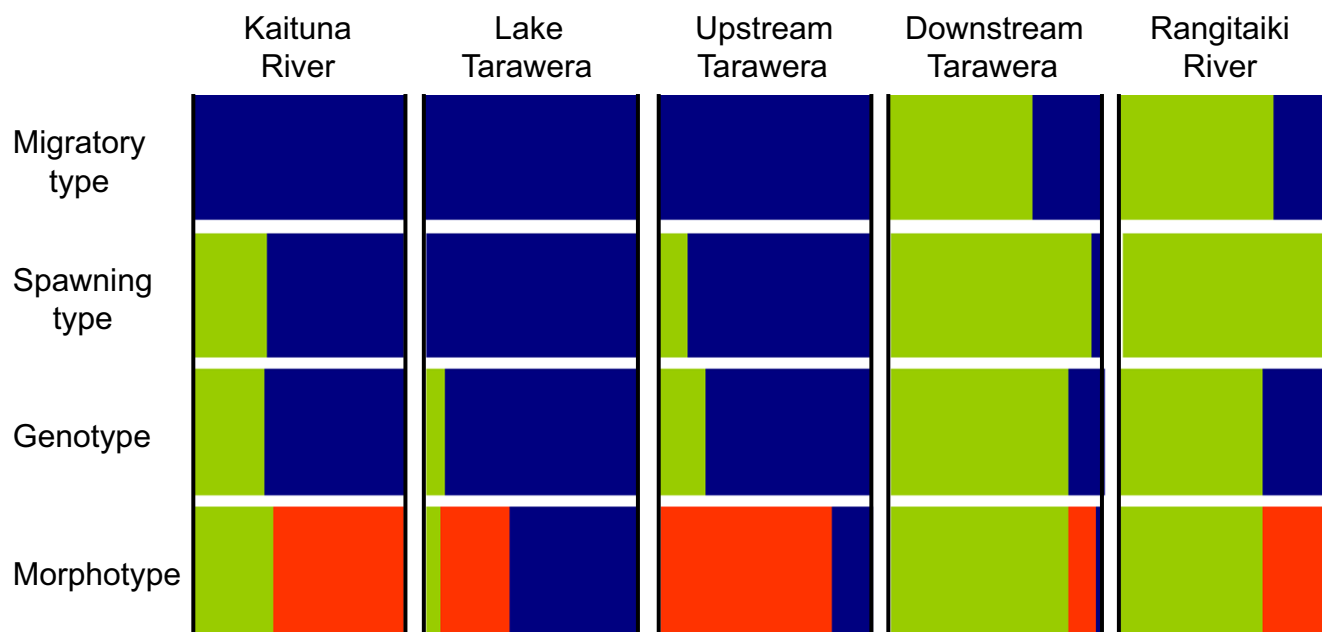 Kaituna
River
Lake
Tarawera
Upstream
Tarawera
Downstream
Tarawera
Rangitaiki
River
Migratory
type
Spawning
type
Genotype
Morphotype